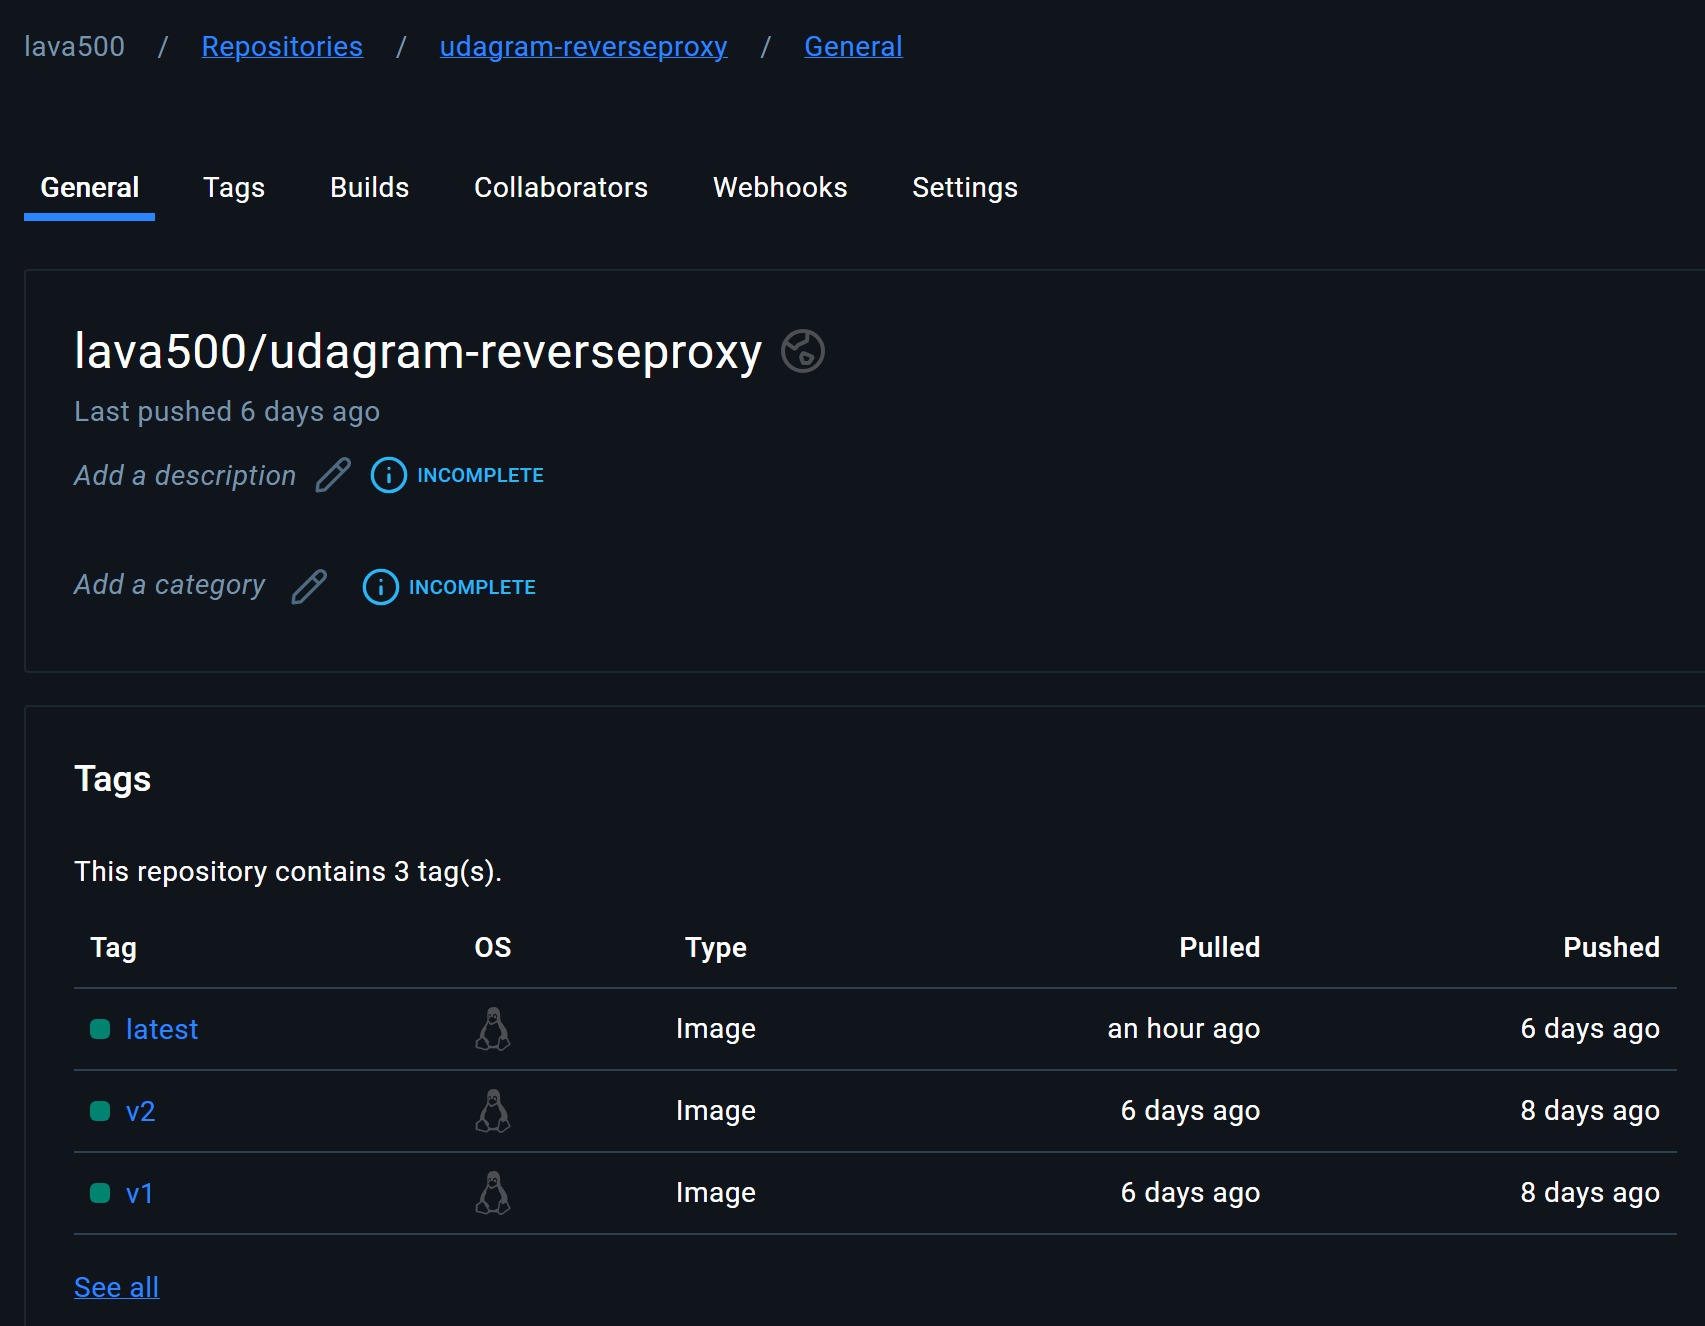 lava500 / Repositories / udagram-reverseproxy / General
General Tags Builds Collaborators Webhooks Settings
lava500/udagram-reverseproxy
Last pushed 6 days ago
Add a description INCOMPLETE
Add a category INCOMPLETE
Tags
This repository contains 3 tag(s).
Tag OS Type Pulled Pushed
latest Image an hour ago 6 days ago
v2 Image 6 days ago 8 days ago
v1 Image 6 days ago 8 days ago
See all